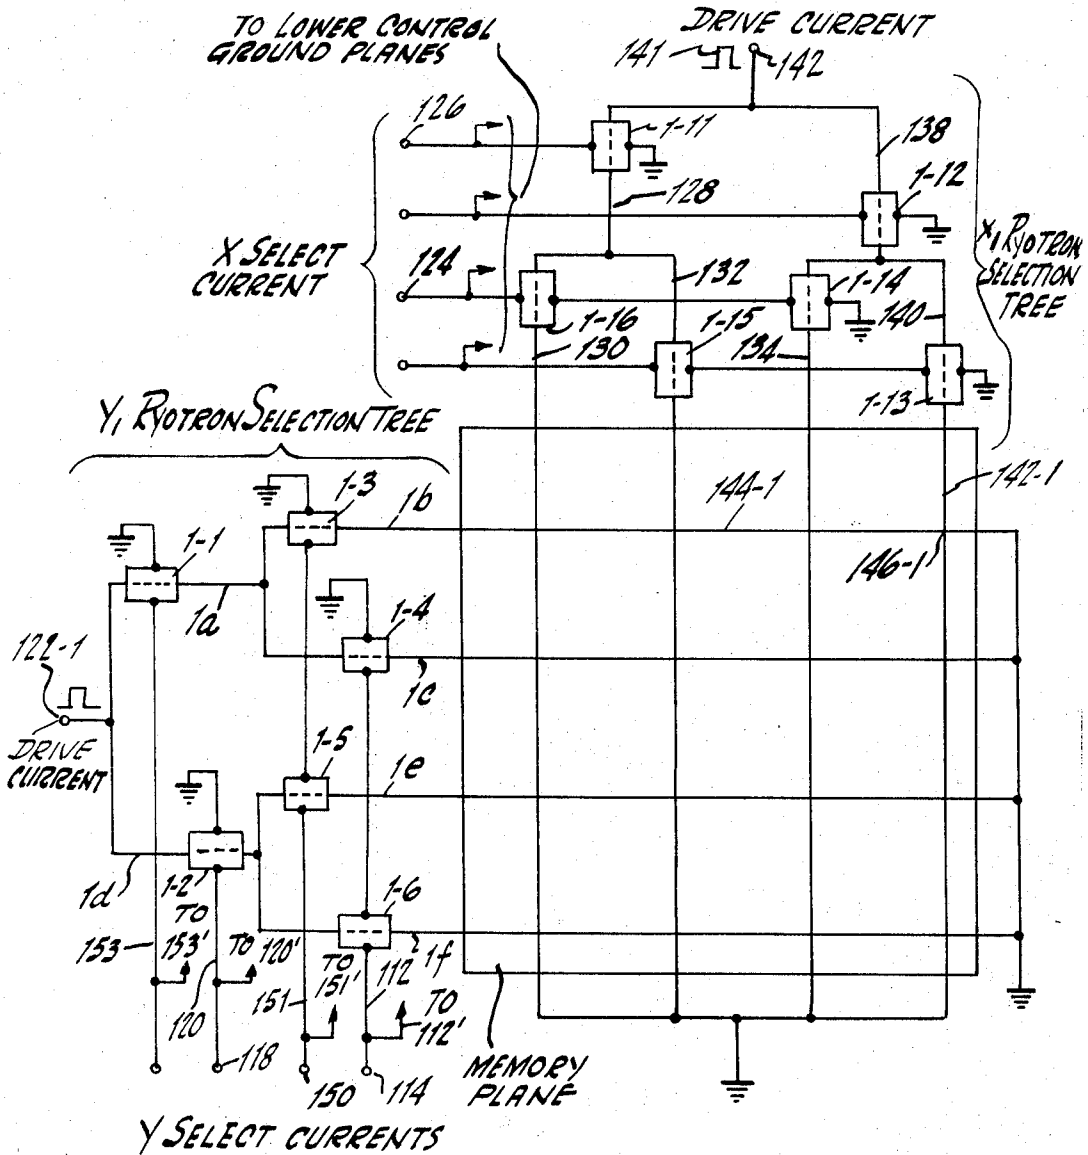 TO LOWER CONTROL
GROUND PLANES
DRIVE CURRENT
141
142
126
1-11
138
128
1-12
X SELECT
CURRENT
124
132
1-14
X, RYOTRON
SELECTION
TREE
1-16
130
1-15
134
140
1-13
Y, RYOTRON SELECTION TREE
1-3
1b
144-1
142-1
1-1
146-1
1a
1-4
122-1
1c
DRIVE
CURRENT
1-5
1e
1d
1-2
1-6
1f
153
TO
153'
120
TO
120'
151
TO
151'
112
TO
112'
118
150
114
MEMORY
PLANE
Y SELECT CURRENTS